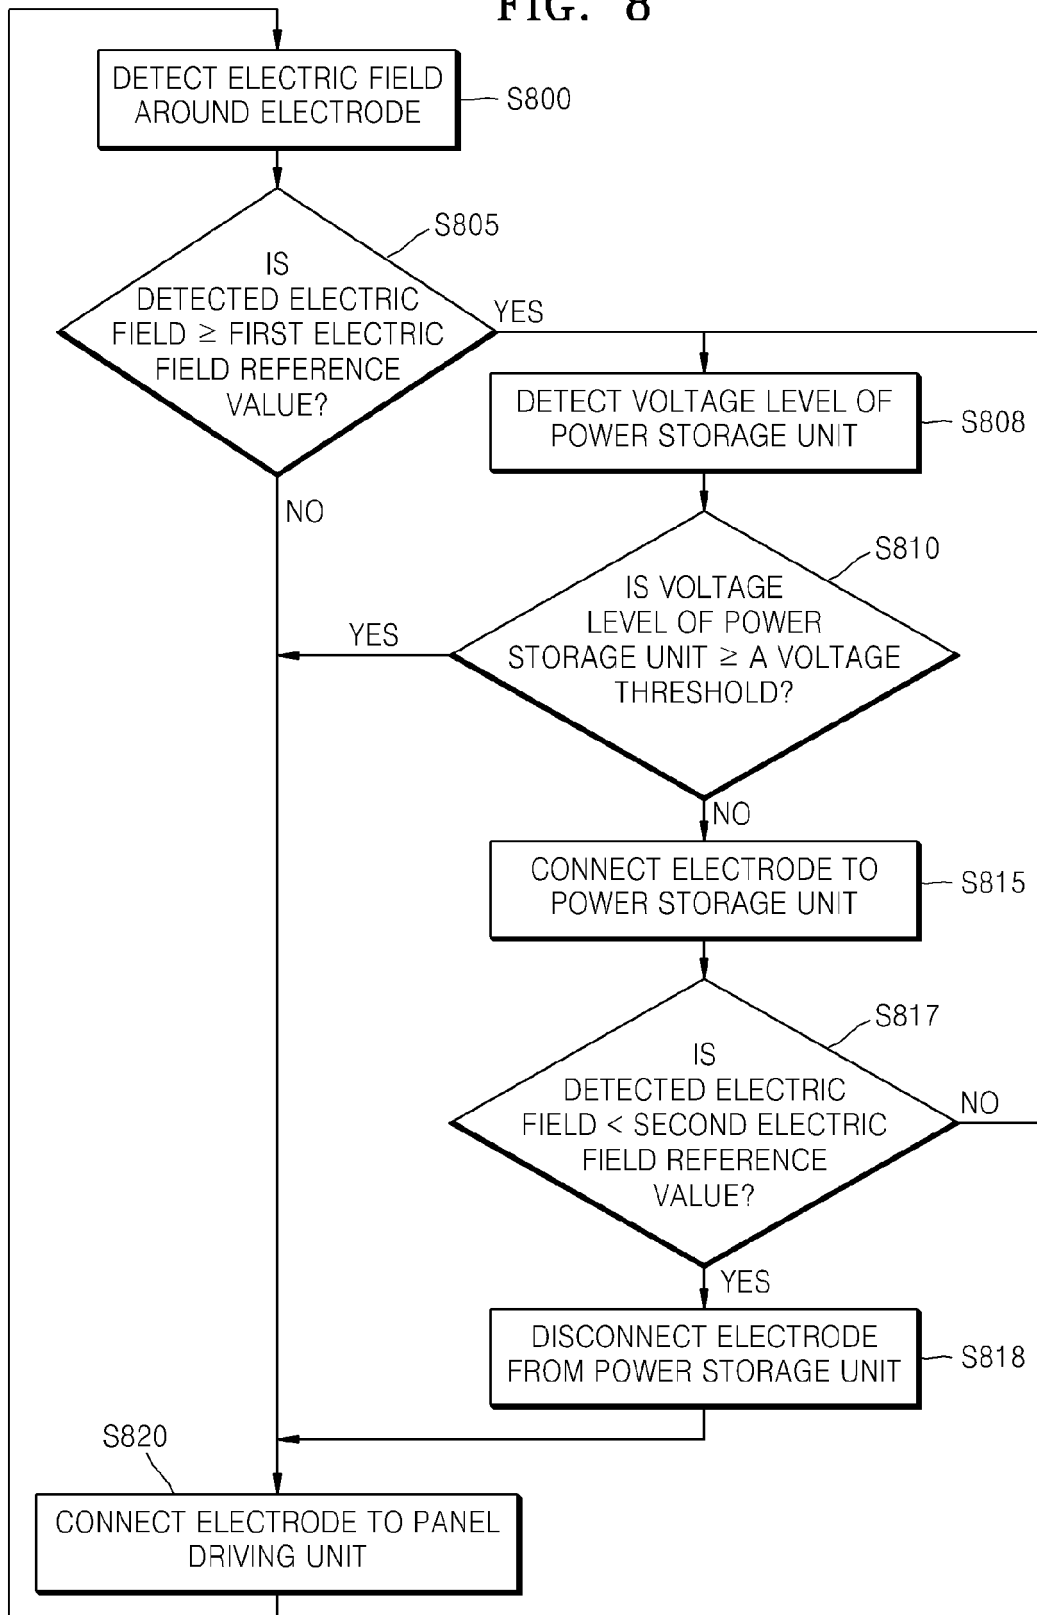 FIG. 8
DETECT ELECTRIC FIELD
AROUND ELECTRODE
S800
S805
IS
DETECTED ELECTRIC
FIELD ≥ FIRST ELECTRIC
FIELD REFERENCE
VALUE?
YES
NO
DETECT VOLTAGE LEVEL OF
POWER STORAGE UNIT
S808
S810
IS VOLTAGE
LEVEL OF POWER
STORAGE UNIT ≥ A VOLTAGE
THRESHOLD?
YES
NO
CONNECT ELECTRODE TO
POWER STORAGE UNIT
S815
S817
IS
DETECTED ELECTRIC
FIELD < SECOND ELECTRIC
FIELD REFERENCE
VALUE?
NO
YES
DISCONNECT ELECTRODE
FROM POWER STORAGE UNIT
S818
S820
CONNECT ELECTRODE TO PANEL
DRIVING UNIT